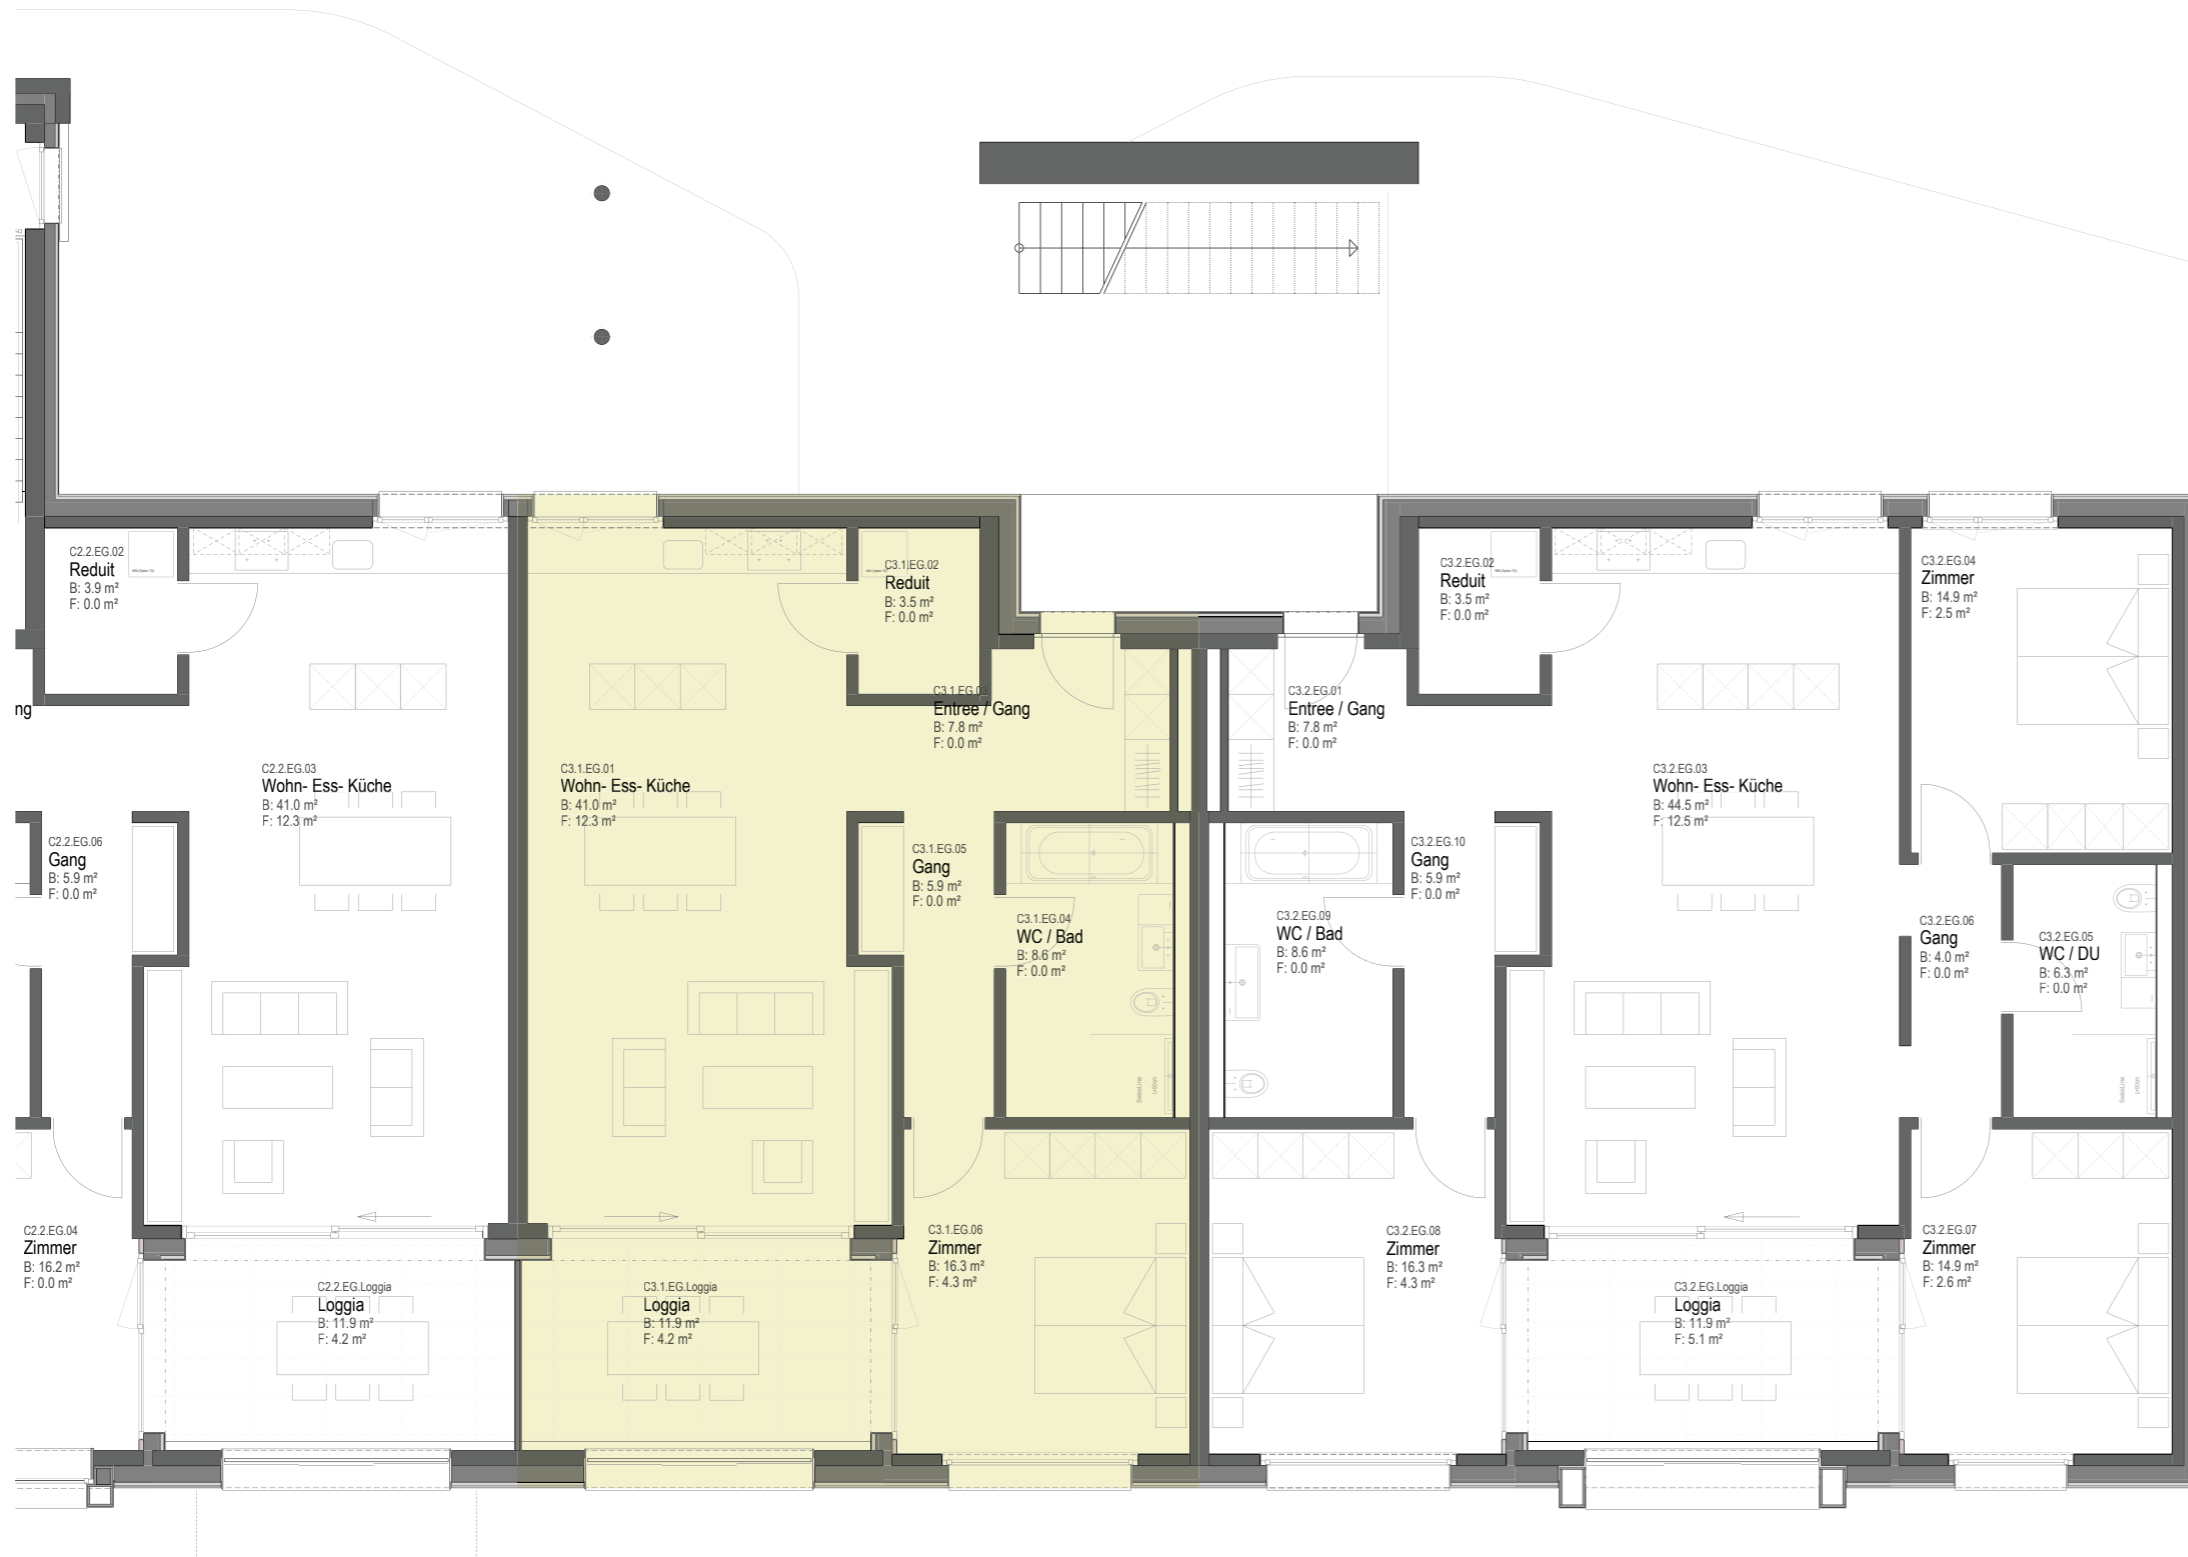 C2.2.EG.02
Reduit
B: 3.9 m²
F: 0.0 m²
C3.1.EG.02
Reduit
B: 3.5 m²
F: 0.0 m²
C3.2.EG.02
Reduit
B: 3.5 m²
F: 0.0 m²
C3.2.EG.04
Zimmer
B: 14.9 m²
F: 2.5 m²
ng
Entree / Gang
B: 7.8 m²
F: 0.0 m²
C3.2.EG.01
Entree / Gang
B: 7.8 m²
F: 0.0 m²
C2.2.EG.03
Wohn- Ess- Küche
B: 41.0 m²
F: 12.3 m²
C3.1.EG.01
Wohn- Ess- Küche
B: 41.0 m²
F: 12.3 m²
C3.2.EG.03
Wohn- Ess- Küche
B: 44.5 m²
F: 12.5 m²
C2.2.EG.06
Gang
B: 5.9 m²
F: 0.0 m²
C3.1.EG.05
Gang
B: 5.9 m²
F: 0.0 m²
C3.2.EG.10
Gang
B: 5.9 m²
F: 0.0 m²
C3.1.EG.04
WC / Bad
B: 8.6 m²
F: 0.0 m²
C3.2.EG.09
WC / Bad
B: 8.6 m²
F: 0.0 m²
C3.2.EG.06
Gang
B: 4.0 m²
F: 0.0 m²
C3.2.EG.05
WC / DU
B: 6.3 m²
F: 0.0 m²
C2.2.EG.04
Zimmer
B: 16.2 m²
F: 0.0 m²
C3.1.EG.06
Zimmer
B: 16.3 m²
F: 4.3 m²
C3.2.EG.08
Zimmer
B: 16.3 m²
F: 4.3 m²
C3.2.EG.07
Zimmer
B: 14.9 m²
F: 2.6 m²
C2.2.EG.Loggia
Loggia
B: 11.9 m²
F: 4.2 m²
C3.1.EG.Loggia
Loggia
B: 11.9 m²
F: 4.2 m²
C3.2.EG.Loggia
Loggia
B: 11.9 m²
F: 5.1 m²